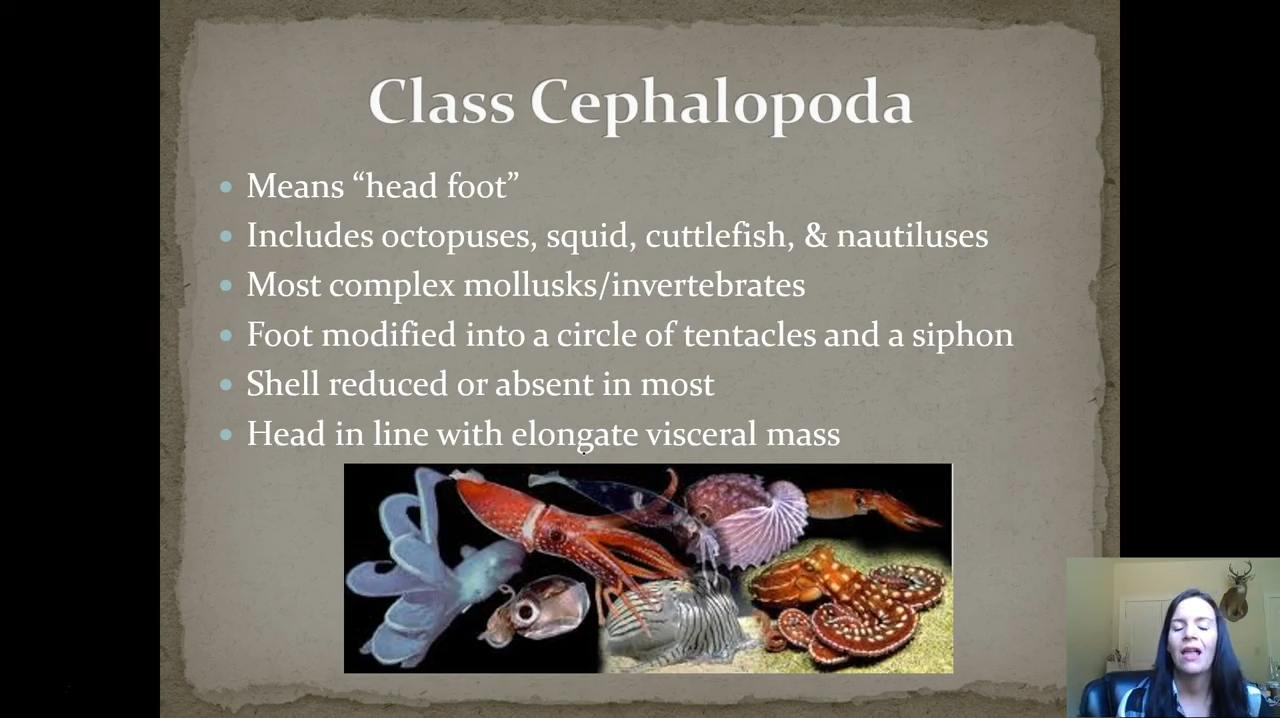 Class Cephalopoda
• Means “head foot”
• Includes octopuses, squid, cuttlefish, & nautiluses
• Most complex mollusks/invertebrates
• Foot modified into a circle of tentacles and a siphon
• Shell reduced or absent in most
• Head in line with elongate visceral mass